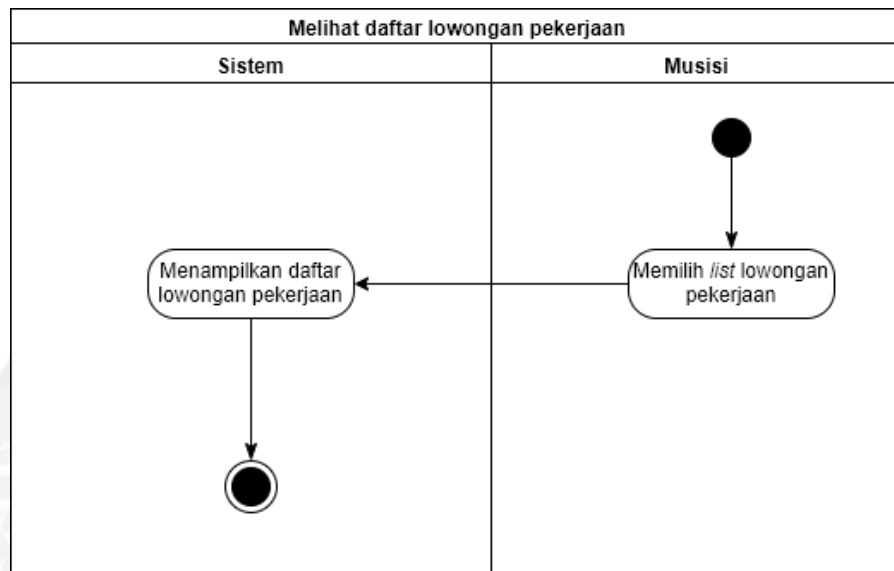 Melihat daftar lowongan pekerjaan
Sistem
Musisi
Menampilkan daftar
lowongan pekerjaan
Memilih list lowongan
pekerjaan